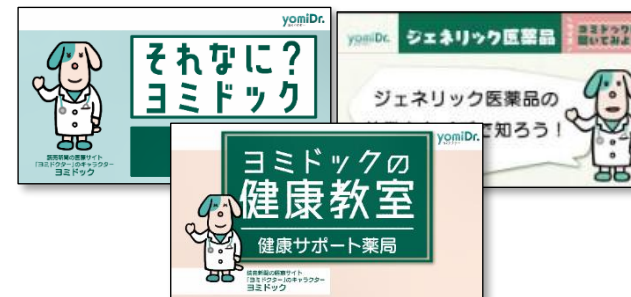 yomiDr.
それなに？
ヨミドック
読売新聞の医療サイト
「ヨミドクター」のキャラクター
ヨミドック
yomiDr.
ジェネリック医薬品
ジェネリック医薬品の
で知ろう！
yomiDr.
ヨミドックの
健康教室
健康サポート薬局
読売新聞の医療サイト
「ヨミドクター」のキャラクター
ヨミドック